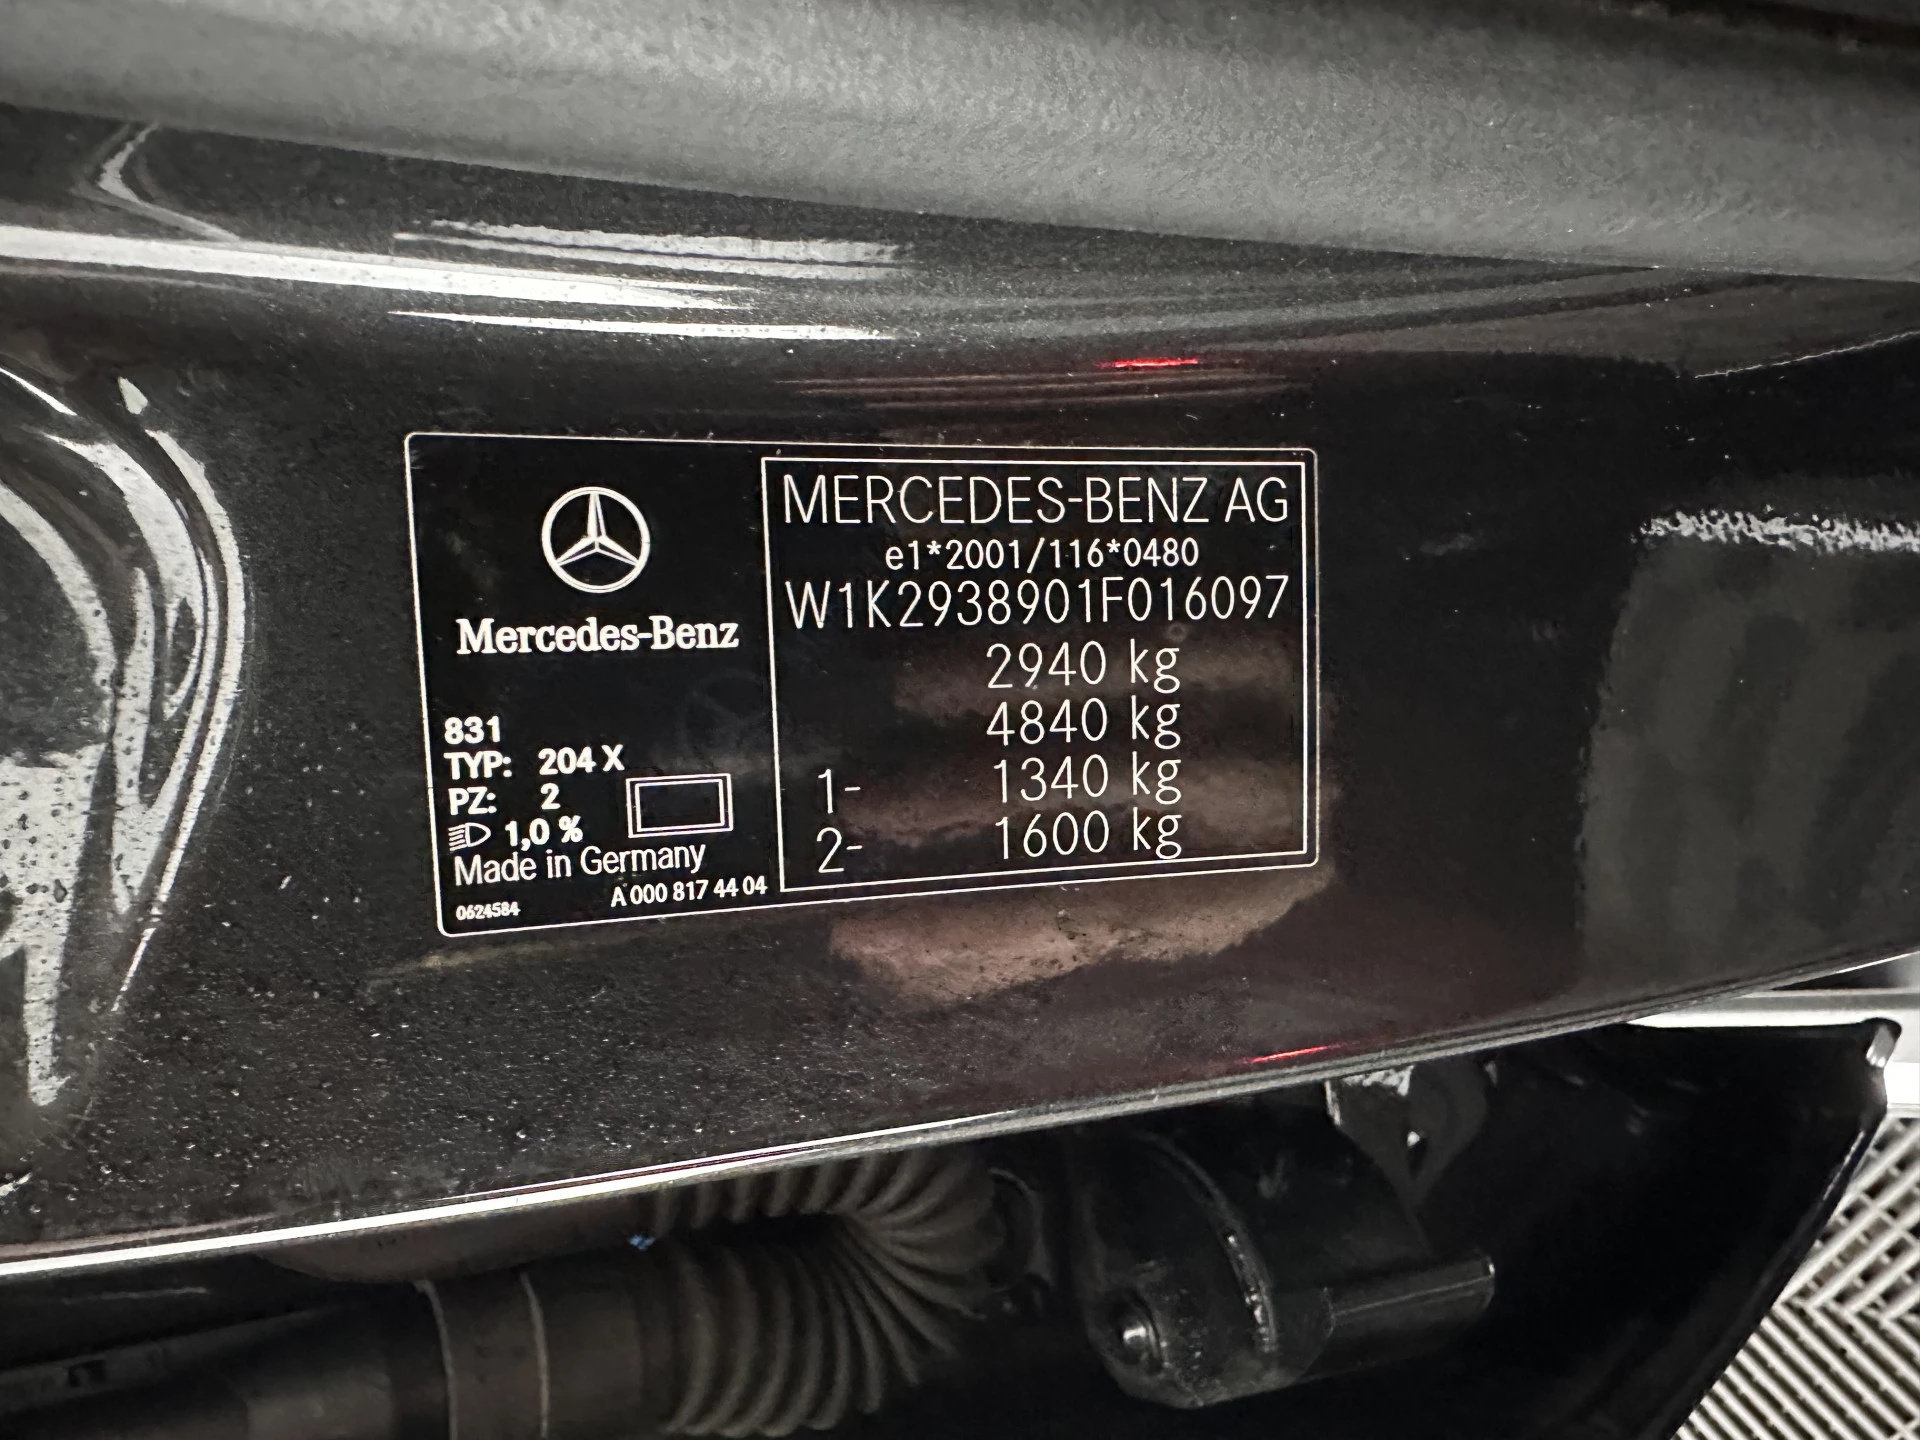 Mercedes-Benz
831
TYP: 204 X
PZ: 2
1,0 %
Made in Germany
0624584
A 000 817 44 04
MERCEDES-BENZ AG
e1*2001/116*0480
W1K2938901F016097
2940 kg
4840 kg
1- 1340 kg
2- 1600 kg